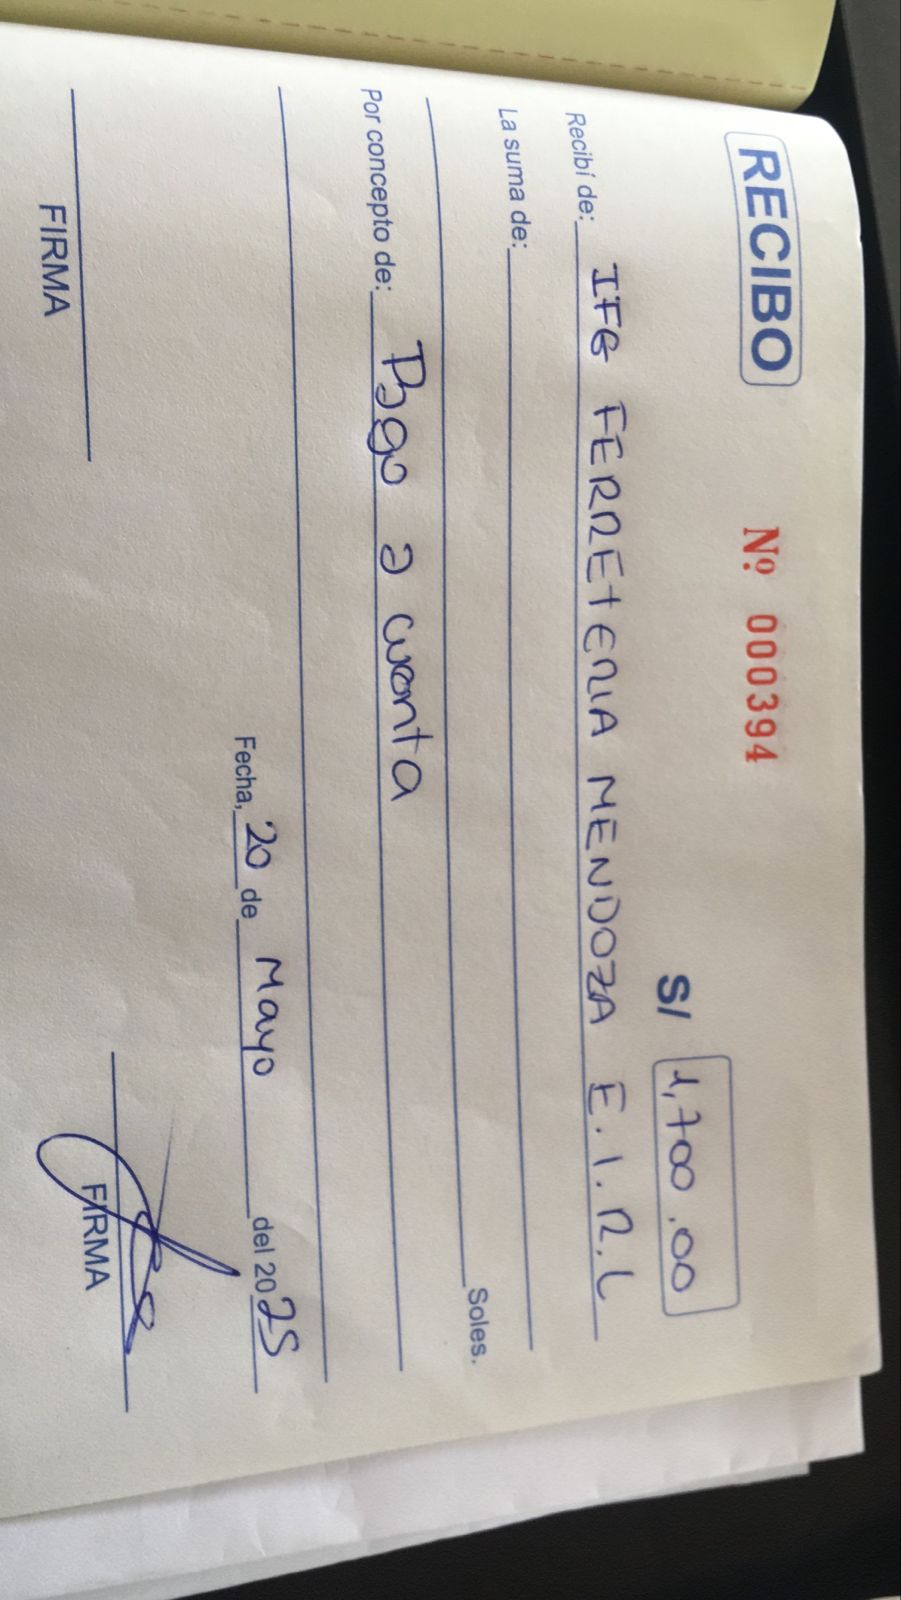 RECIBO Nº 000394
S/ 1,700.00
Recibí de: IFG FERRETERIA MENDOZA E.I.R.L
La suma de:
Soles.
Por concepto de: Pago a cuenta
Fecha, 20 de Mayo del 2025
FIRMA FIRMA